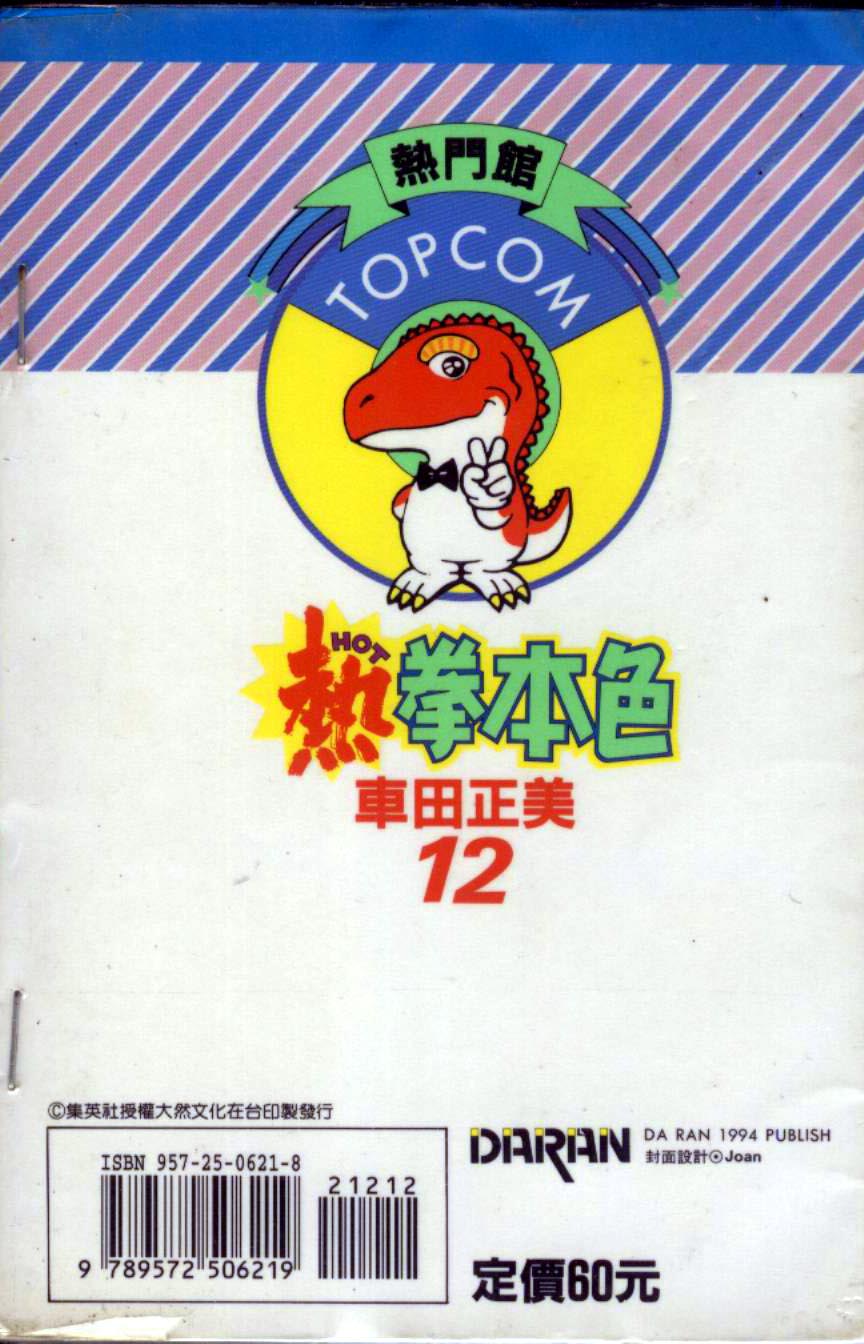 熱門館
TOPCOM
HOT
熱拳本色
車田正美
12
©集英社授權大然文化在台印製發行
ISBN 957-25-0621-8
21212
9 789572 506219
DARAN
DA RAN 1994 PUBLISH
封面設計⊙Joan
定價60元